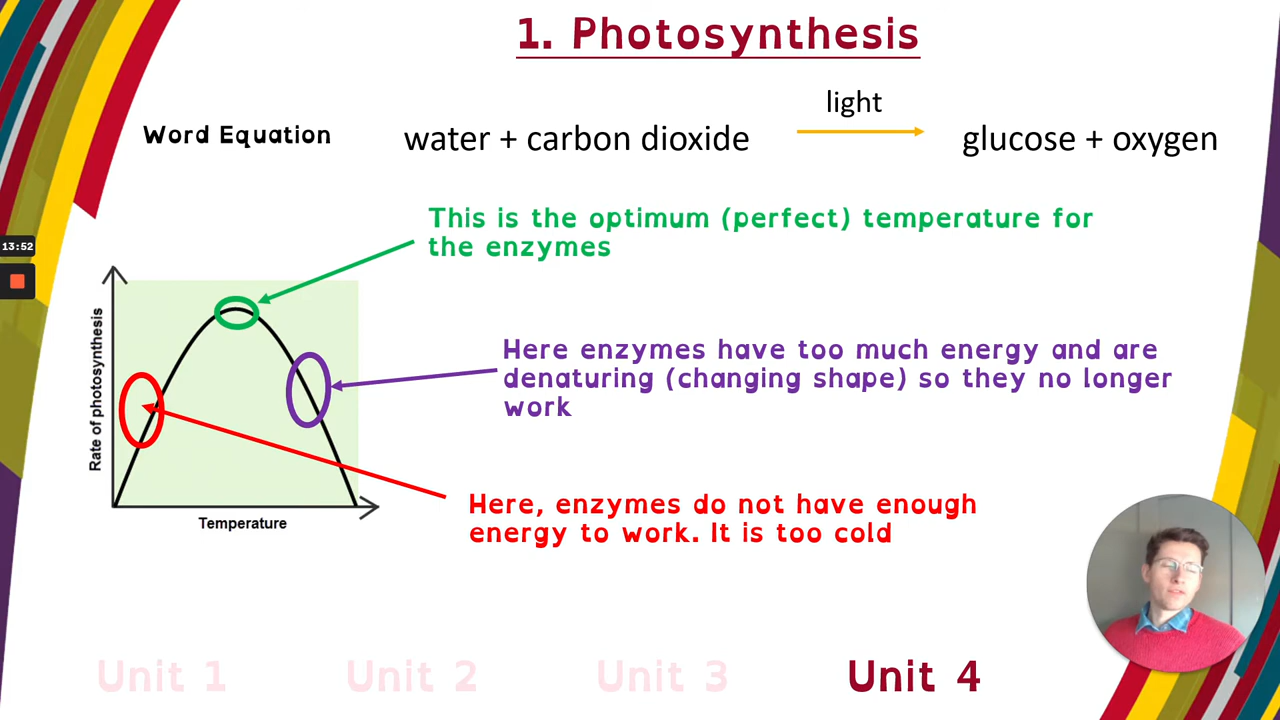 1. Photosynthesis
light
Word Equation
water + carbon dioxide
glucose + oxygen
This is the optimum (perfect) temperature for
the enzymes
13:52
Rate of photosynthesis
Temperature
Here enzymes have too much energy and are
denaturing (changing shape) so they no longer
work
Here, enzymes do not have enough
energy to work. It is too cold
Unit 1
Unit 2
Unit 3
Unit 4